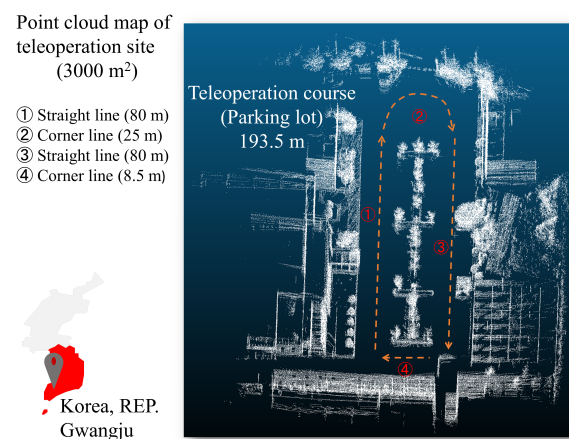 Point cloud map of
teleoperation site
(3000 m²)
① Straight line (80 m)
② Corner line (25 m)
③ Straight line (80 m)
④ Corner line (8.5 m)
Teleoperation course
(Parking lot)
193.5 m
②
①
③
④
Korea, REP.
Gwangju